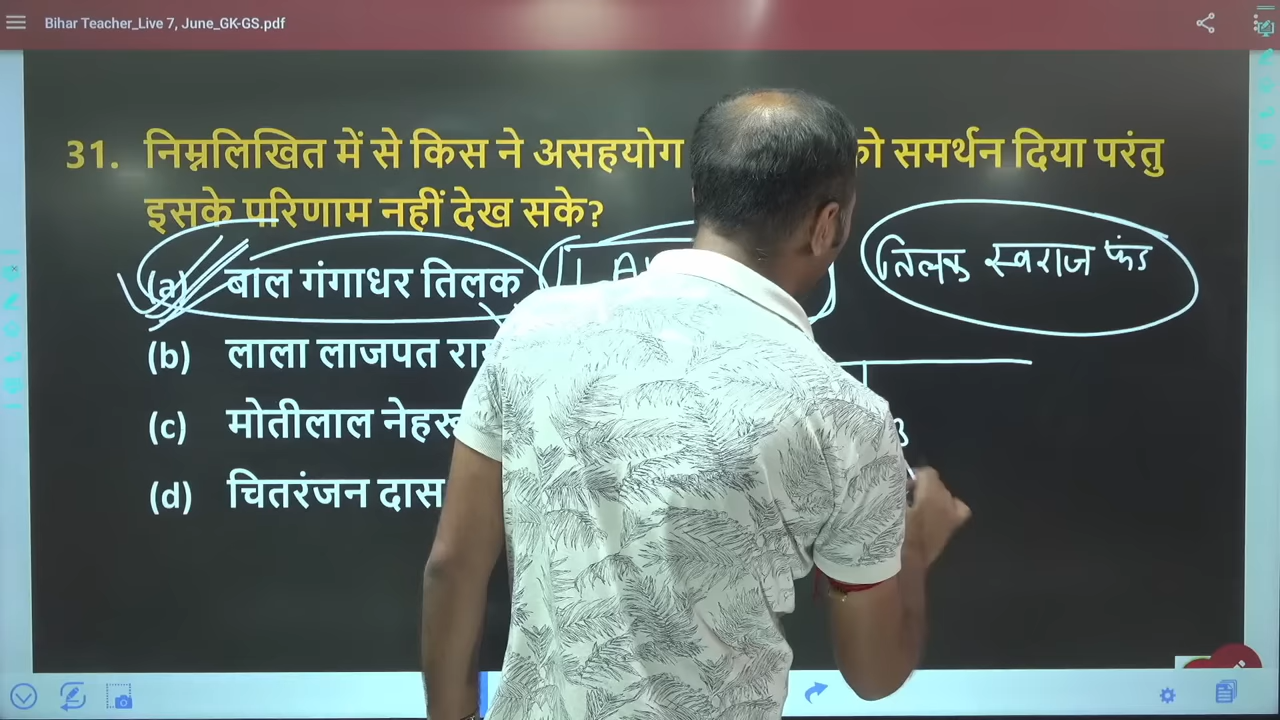 Bihar Teacher_Live 7, June_GK-GS.pdf
31. निम्नलिखित में से किस ने असहयोग को समर्थन दिया परंतु
इसके परिणाम नहीं देख सके?
(a) बाल गंगाधर तिलक
तिलक स्वराज फंड
(b) लाला लाजपत
(c) मोतीलाल
(d) चितरंजन दास